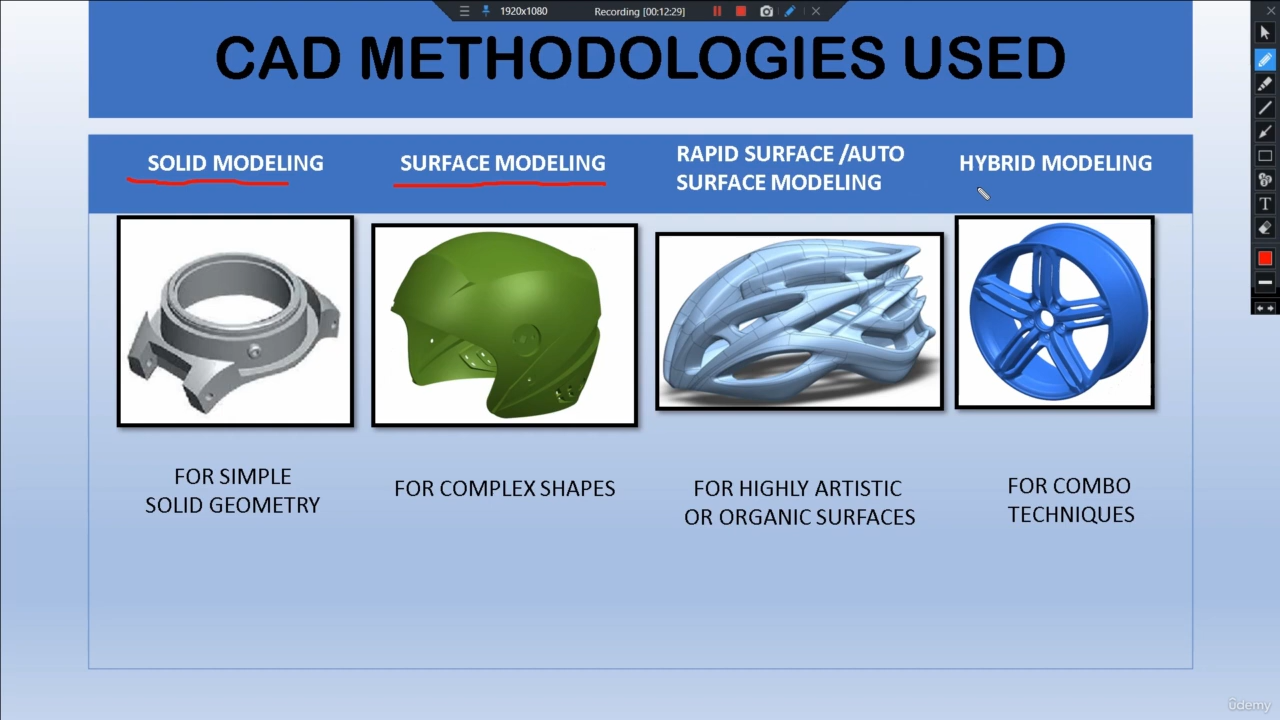 1920x1080
Recording [00:12:29]
CAD METHODOLOGIES USED
SOLID MODELING
SURFACE MODELING
RAPID SURFACE /AUTO
SURFACE MODELING
HYBRID MODELING
FOR SIMPLE
SOLID GEOMETRY
FOR COMPLEX SHAPES
FOR HIGHLY ARTISTIC
OR ORGANIC SURFACES
FOR COMBO
TECHNIQUES
T
ûdemy